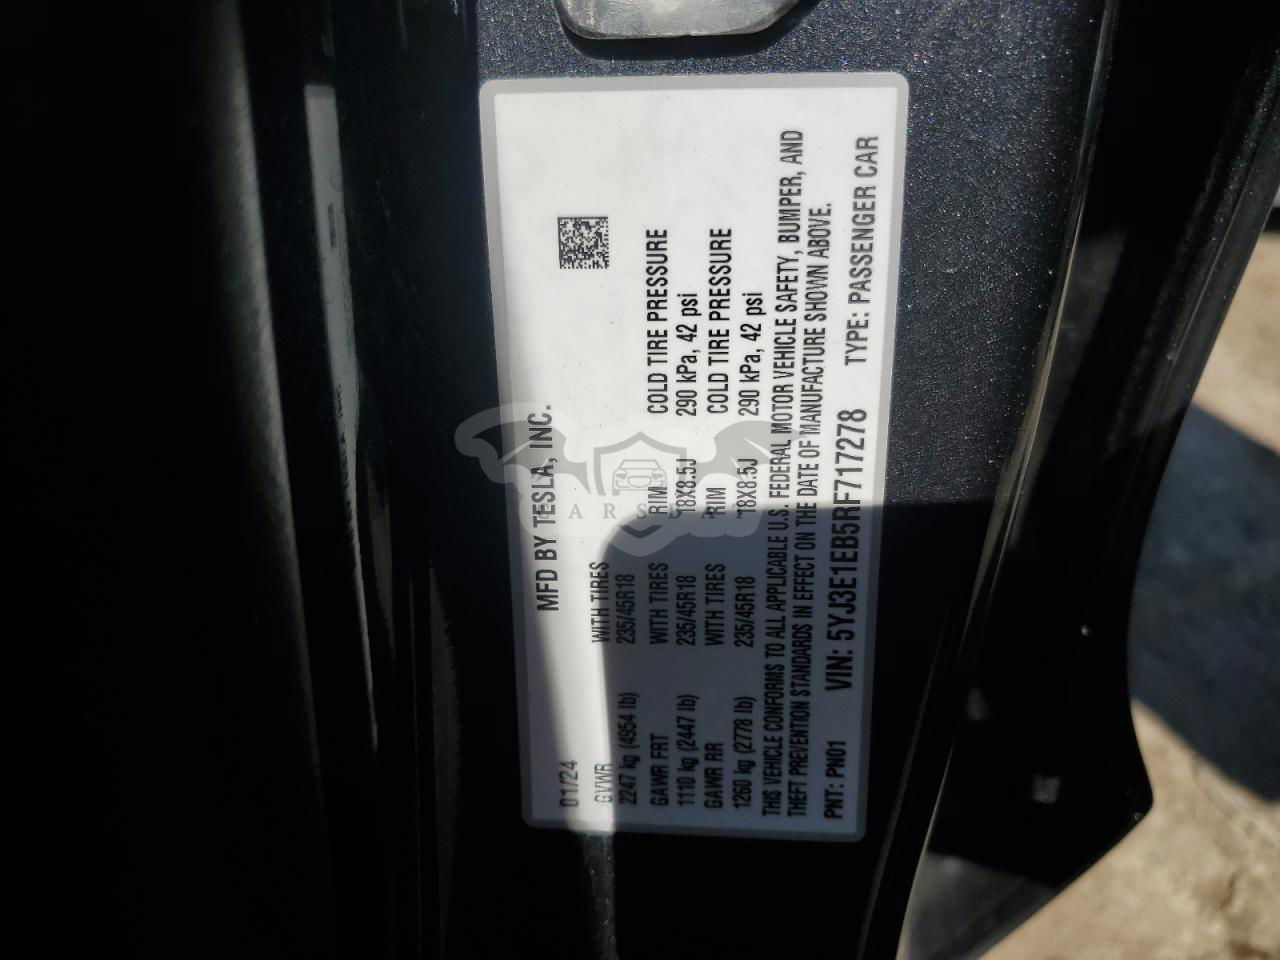 MFD BY TESLA, INC.
01/24
GVWR WITH TIRES
2247 kg (4954 lb) 235/45R18
GAWR FRT WITH TIRES RIM COLD TIRE PRESSURE
1110 kg (2447 lb) 235/45R18 18X8.5J 290 kPa, 42 psi
GAWR RR WITH TIRES RIM COLD TIRE PRESSURE
1260 kg (2778 lb) 235/45R18 18X8.5J 290 kPa, 42 psi
THIS VEHICLE CONFORMS TO ALL APPLICABLE U.S. FEDERAL MOTOR VEHICLE SAFETY, BUMPER, AND
THEFT PREVENTION STANDARDS IN EFFECT ON THE DATE OF MANUFACTURE SHOWN ABOVE.
PNT: PN01 VIN: 5YJ3E1EB5RF717278 TYPE: PASSENGER CAR